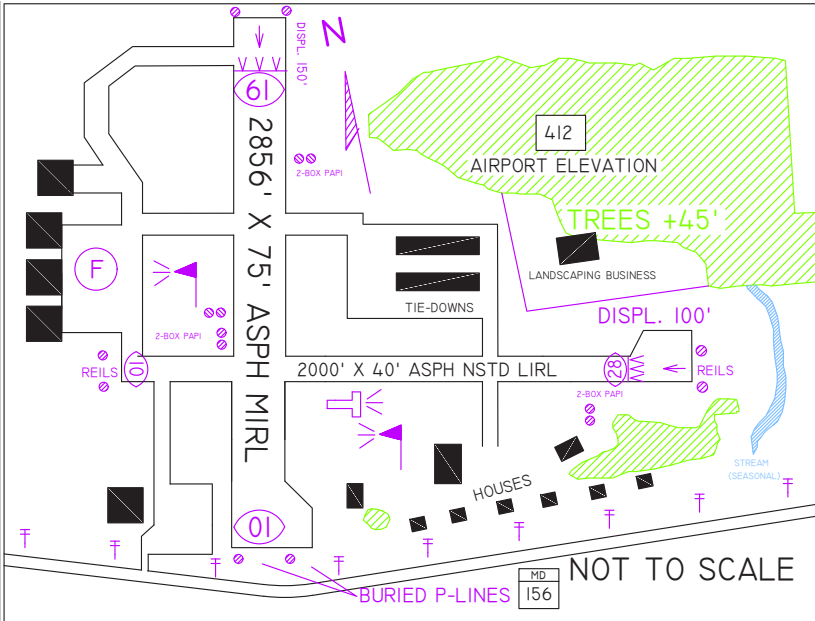 N
DISPL. 150'
19
2856' X 75' ASPH MIRL
2-BOX PAPI
412
AIRPORT ELEVATION
TREES +45'
LANDSCAPING BUSINESS
F
TIE-DOWNS
DISPL. 100'
2-BOX PAPI
REILS
10
2000' X 40' ASPH NSTD LIRL
28
REILS
2-BOX PAPI
STREAM
(SEASONAL)
HOUSES
01
BURIED P-LINES
MD
156
NOT TO SCALE